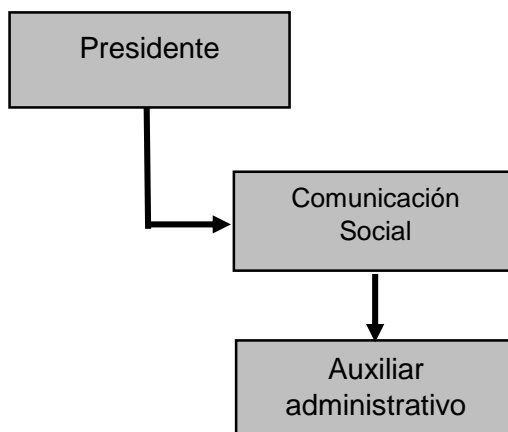 Presidente
Comunicación
Social
Auxiliar
administrativo